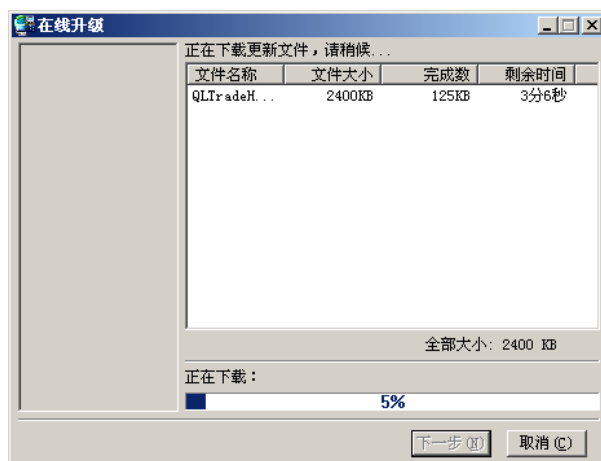 在线升级
正在下载更新文件，请稍候...
文件名称 文件大小 完成数 剩余时间
QLTradeH... 2400KB 125KB 3分6秒
全部大小: 2400 KB
正在下载：
5%
下一步(N) 取消(C)